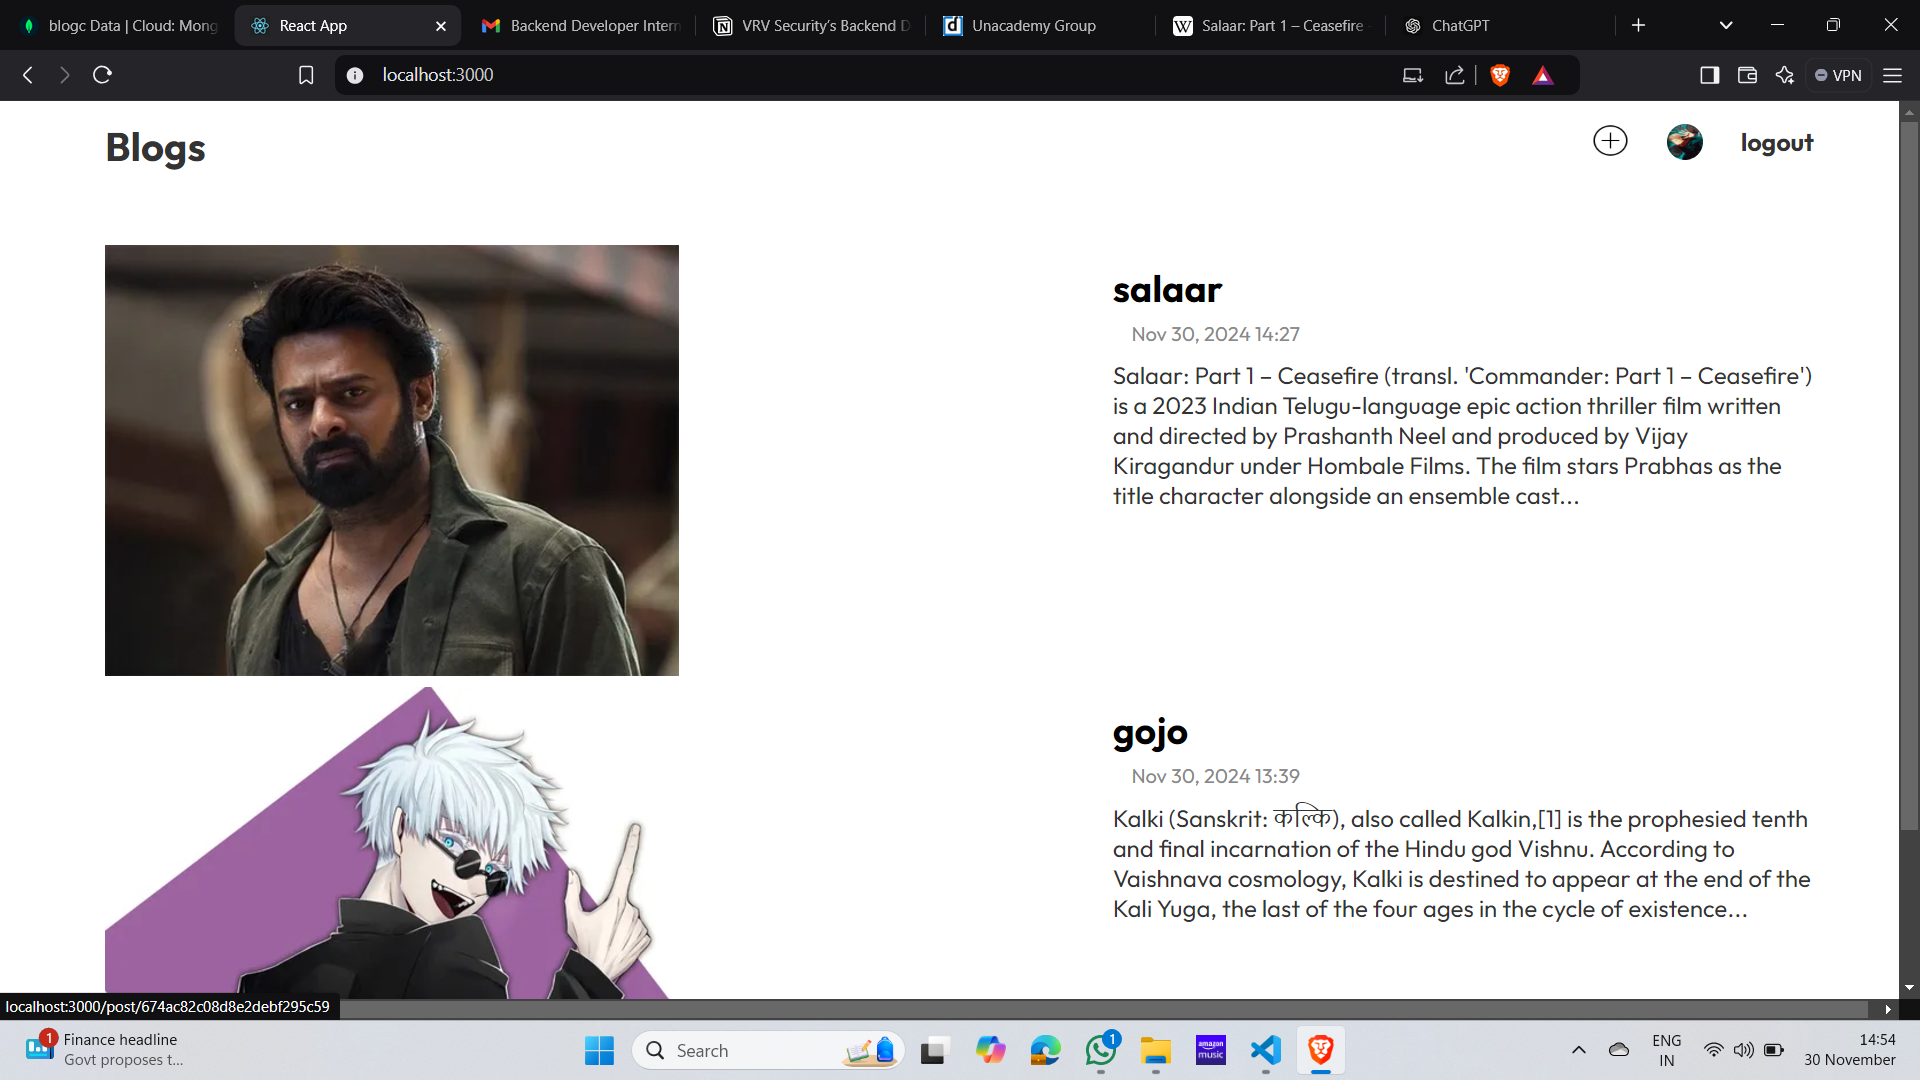 blogc Data | Cloud: Mong
React App
Backend Developer Intern
VRV Security's Backend D
Unacademy Group
Salaar: Part 1 – Ceasefire
ChatGPT
localhost:3000
VPN
Blogs
logout
salaar
Nov 30, 2024 14:27
Salaar: Part 1 – Ceasefire (transl. 'Commander: Part 1 – Ceasefire')
is a 2023 Indian Telugu-language epic action thriller film written
and directed by Prashanth Neel and produced by Vijay
Kiragandur under Hombale Films. The film stars Prabhas as the
title character alongside an ensemble cast...
gojo
Nov 30, 2024 13:39
Kalki (Sanskrit: कल्कि), also called Kalkin,[1] is the prophesied tenth
and final incarnation of the Hindu god Vishnu. According to
Vaishnava cosmology, Kalki is destined to appear at the end of the
Kali Yuga, the last of the four ages in the cycle of existence...
localhost:3000/post/674ac82c08d8e2debf295c59
1
Finance headline
Govt proposes t...
Search
1
amazon
music
ENG
IN
14:54
30 November